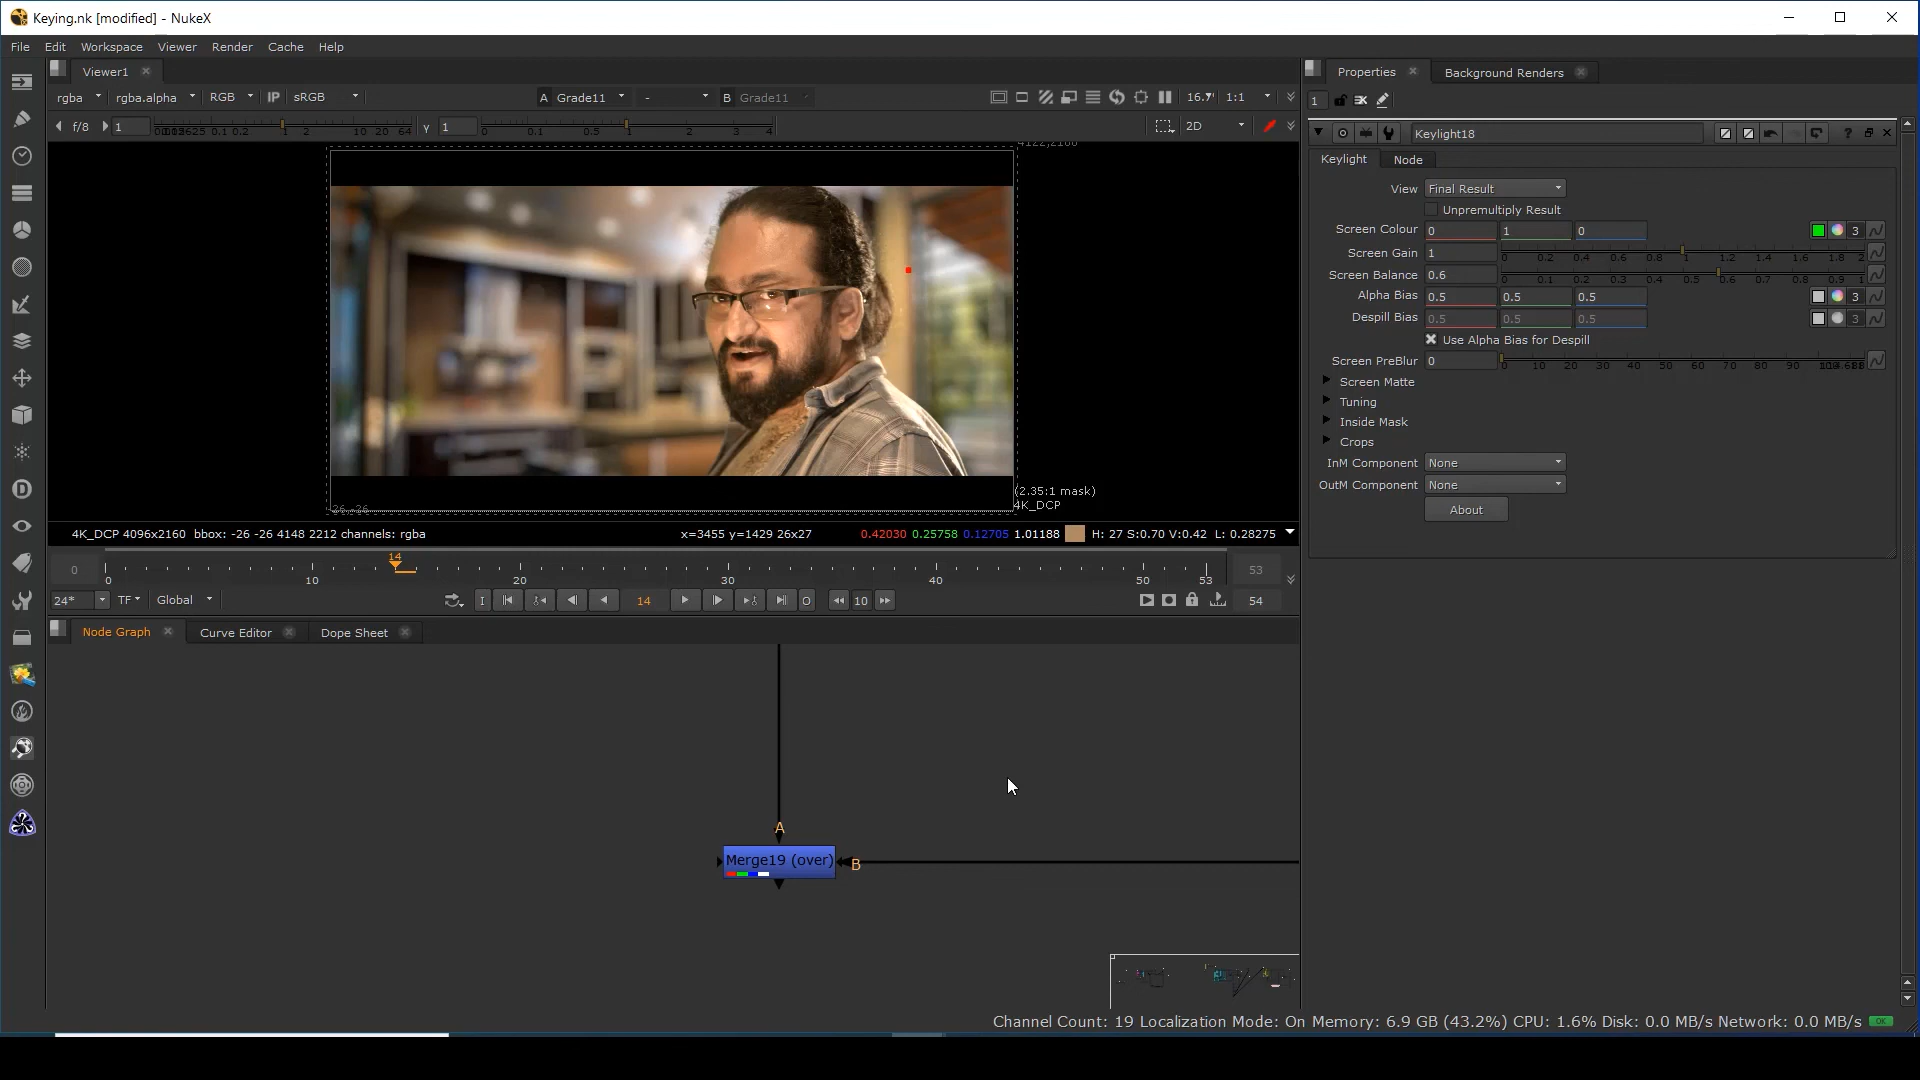 Keying.nk [modified] - NukeX
File Edit Workspace Viewer Render Cache Help
Viewer1
rgba rgba.alpha RGB IP sRGB A Grade11 - B Grade11 1:1
f/8 1 0.1 0.2 1 2 10 20 64 y 1 0 0.1 0.5 1 2 3 4 2D
(2.35:1 mask)
4K_DCP
4K_DCP 4096x2160 bbox: -26 -26 4148 2212 channels: rgba x=3455 y=1429 26x27 0.42030 0.25758 0.12705 1.01188 H: 27 S:0.70 V:0.42 L: 0.28275
14
0 0 10 20 30 40 50 53 53
24* TF Global I 14 O 10 54
Node Graph Curve Editor Dope Sheet
A
Merge19 (over) B
Properties Background Renders
1
Keylight18 ?
Keylight Node
View Final Result
Unpremultiply Result
Screen Colour 0 1 0 3
Screen Gain 1 0 0.2 0.4 0.6 0.8 1 1.2 1.4 1.6 1.8 2
Screen Balance 0.6 0 0.1 0.2 0.3 0.4 0.5 0.6 0.7 0.8 0.9 1
Alpha Bias 0.5 0.5 0.5 3
Despill Bias 0.5 0.5 0.5 3
Use Alpha Bias for Despill
Screen PreBlur 0 0 10 20 30 40 50 60 70 80 90
Screen Matte
Tuning
Inside Mask
Crops
InM Component None
OutM Component None
About
Channel Count: 19 Localization Mode: On Memory: 6.9 GB (43.2%) CPU: 1.6% Disk: 0.0 MB/s Network: 0.0 MB/s OK